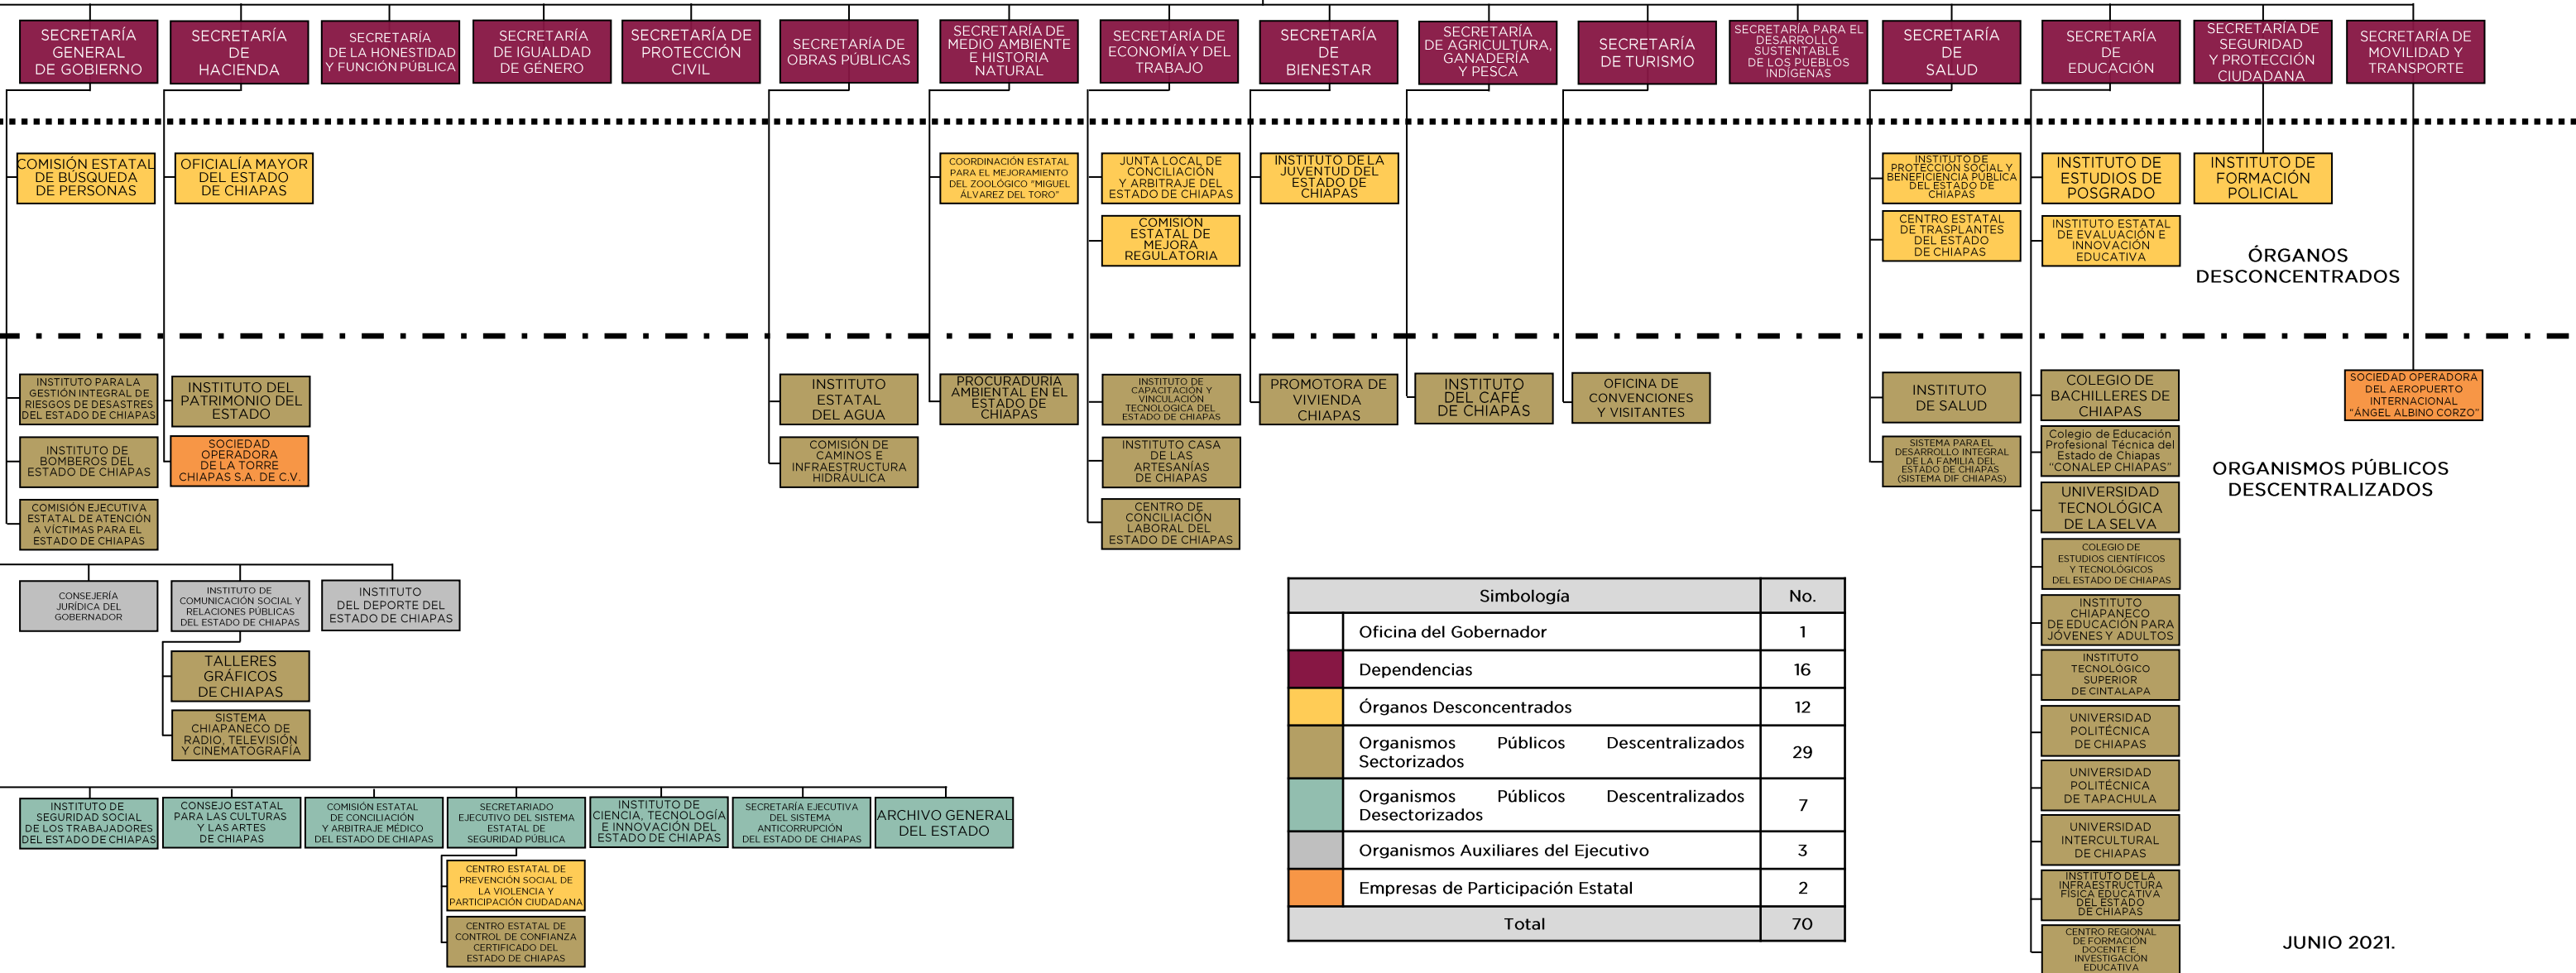 SECRETARÍA
GENERAL
DE GOBIERNO
SECRETARÍA
DE
HACIENDA
SECRETARÍA
DE LA HONESTIDAD
Y FUNCIÓN PÚBLICA
SECRETARÍA
DE IGUALDAD
DE GÉNERO
SECRETARÍA DE
PROTECCIÓN
CIVIL
SECRETARÍA DE
OBRAS PÚBLICAS
SECRETARÍA DE
MEDIO AMBIENTE
E HISTORIA
NATURAL
SECRETARÍA DE
ECONOMÍA Y DEL
TRABAJO
SECRETARÍA
DE
BIENESTAR
SECRETARÍA
DE AGRICULTURA,
GANADERÍA
Y PESCA
SECRETARÍA
DE TURISMO
SECRETARÍA PARA EL
DESARROLLO
SUSTENTABLE
DE LOS PUEBLOS
INDÍGENAS
SECRETARÍA
DE
SALUD
SECRETARÍA
DE
EDUCACIÓN
SECRETARÍA DE
SEGURIDAD
Y PROTECCIÓN
CIUDADANA
SECRETARÍA DE
MOVILIDAD Y
TRANSPORTE
COMISIÓN ESTATAL
DE BÚSQUEDA
DE PERSONAS
OFICIALÍA MAYOR
DEL ESTADO
DE CHIAPAS
COORDINACIÓN ESTATAL
PARA EL MEJORAMIENTO
DEL ZOOLÓGICO "MIGUEL
ÁLVAREZ DEL TORO"
JUNTA LOCAL DE
CONCILIACIÓN
Y ARBITRAJE DEL
ESTADO DE CHIAPAS
INSTITUTO DE LA
JUVENTUD DEL
ESTADO DE
CHIAPAS
INSTITUTO DE
PROTECCIÓN SOCIAL Y
BENEFICIENCIA PÚBLICA
DEL ESTADO DE
CHIAPAS
INSTITUTO DE
ESTUDIOS DE
POSGRADO
INSTITUTO DE
FORMACIÓN
POLICIAL
COMISIÓN
ESTATAL DE
MEJORA
REGULATORIA
CENTRO ESTATAL
DE TRASPLANTES
DEL ESTADO
DE CHIAPAS
INSTITUTO ESTATAL
DE EVALUACIÓN E
INNOVACIÓN
EDUCATIVA
ÓRGANOS
DESCONCENTRADOS
INSTITUTO PARA LA
GESTIÓN INTEGRAL DE
RIESGOS DE DESASTRES
DEL ESTADO DE CHIAPAS
INSTITUTO DEL
PATRIMONIO DEL
ESTADO
INSTITUTO
ESTATAL
DEL AGUA
PROCURADURIA
AMBIENTAL EN EL
ESTADO DE
CHIAPAS
INSTITUTO DE
CAPACITACIÓN Y
VINCULACIÓN
TECNOLOGICA DEL
ESTADO DE CHIAPAS
PROMOTORA DE
VIVIENDA
CHIAPAS
INSTITUTO
DEL CAFÉ
DE CHIAPAS
OFICINA DE
CONVENCIONES
Y VISITANTES
INSTITUTO
DE SALUD
COLEGIO DE
BACHILLERES DE
CHIAPAS
SOCIEDAD OPERADORA
DEL AEROPUERTO
INTERNACIONAL
"ÁNGEL ALBINO CORZO"
INSTITUTO DE
BOMBEROS DEL
ESTADO DE CHIAPAS
SOCIEDAD
OPERADORA
DE LA TORRE
CHIAPAS S.A. DE C.V.
COMISIÓN DE
CAMINOS E
INFRAESTRUCTURA
HIDRÁULICA
INSTITUTO CASA
DE LAS
ARTESANÍAS
DE CHIAPAS
SISTEMA PARA EL
DESARROLLO INTEGRAL
DE LA FAMILIA DEL
ESTADO DE CHIAPAS
(SISTEMA DIF CHIAPAS)
Colegio de Educación
Profesional Técnica del
Estado de Chiapas
"CONALEP CHIAPAS"
ORGANISMOS PÚBLICOS
DESCENTRALIZADOS
COMISIÓN EJECUTIVA
ESTATAL DE ATENCIÓN
A VÍCTIMAS PARA EL
ESTADO DE CHIAPAS
CENTRO DE
CONCILIACIÓN
LABORAL DEL
ESTADO DE CHIAPAS
UNIVERSIDAD
TECNOLÓGICA
DE LA SELVA
COLEGIO DE
ESTUDIOS CIENTÍFICOS
Y TECNOLÓGICOS
DEL ESTADO DE CHIAPAS
INSTITUTO
CHIAPANECO
DE EDUCACIÓN PARA
JÓVENES Y ADULTOS
INSTITUTO
TECNOLÓGICO
SUPERIOR
DE CINTALAPA
UNIVERSIDAD
POLITÉCNICA
DE CHIAPAS
UNIVERSIDAD
POLITÉCNICA
DE TAPACHULA
UNIVERSIDAD
INTERCULTURAL
DE CHIAPAS
INSTITUTO DE LA
INFRAESTRUCTURA
FÍSICA EDUCATIVA
DEL ESTADO
DE CHIAPAS
CENTRO REGIONAL
DE FORMACIÓN
DOCENTE E
INVESTIGACIÓN
EDUCATIVA
CONSEJERÍA
JURÍDICA DEL
GOBERNADOR
INSTITUTO DE
COMUNICACIÓN SOCIAL Y
RELACIONES PÚBLICAS
DEL ESTADO DE CHIAPAS
INSTITUTO
DEL DEPORTE DEL
ESTADO DE CHIAPAS
TALLERES
GRÁFICOS
DE CHIAPAS
SISTEMA
CHIAPANECO DE
RADIO, TELEVISIÓN
Y CINEMATOGRAFÍA
INSTITUTO DE
SEGURIDAD SOCIAL
DE LOS TRABAJADORES
DEL ESTADO DE CHIAPAS
CONSEJO ESTATAL
PARA LAS CULTURAS
Y LAS ARTES
DE CHIAPAS
COMISIÓN ESTATAL
DE CONCILIACIÓN
Y ARBITRAJE MÉDICO
DEL ESTADO DE CHIAPAS
SECRETARIADO
EJECUTIVO DEL SISTEMA
ESTATAL DE
SEGURIDAD PÚBLICA
INSTITUTO DE
CIENCIA, TECNOLOGÍA
E INNOVACIÓN DEL
ESTADO DE CHIAPAS
SECRETARÍA EJECUTIVA
DEL SISTEMA
ANTICORRUPCIÓN
DEL ESTADO DE CHIAPAS
ARCHIVO GENERAL
DEL ESTADO
CENTRO ESTATAL DE
PREVENCIÓN SOCIAL DE
LA VIOLENCIA Y
PARTICIPACIÓN CIUDADANA
CENTRO ESTATAL DE
CONTROL DE CONFIANZA
CERTIFICADO DEL
ESTADO DE CHIAPAS
Simbología No.
Oficina del Gobernador 1
Dependencias 16
Órganos Desconcentrados 12
Organismos Públicos Descentralizados
Sectorizados 29
Organismos Públicos Descentralizados
Desectorizados 7
Organismos Auxiliares del Ejecutivo 3
Empresas de Participación Estatal 2
Total 70
JUNIO 2021.